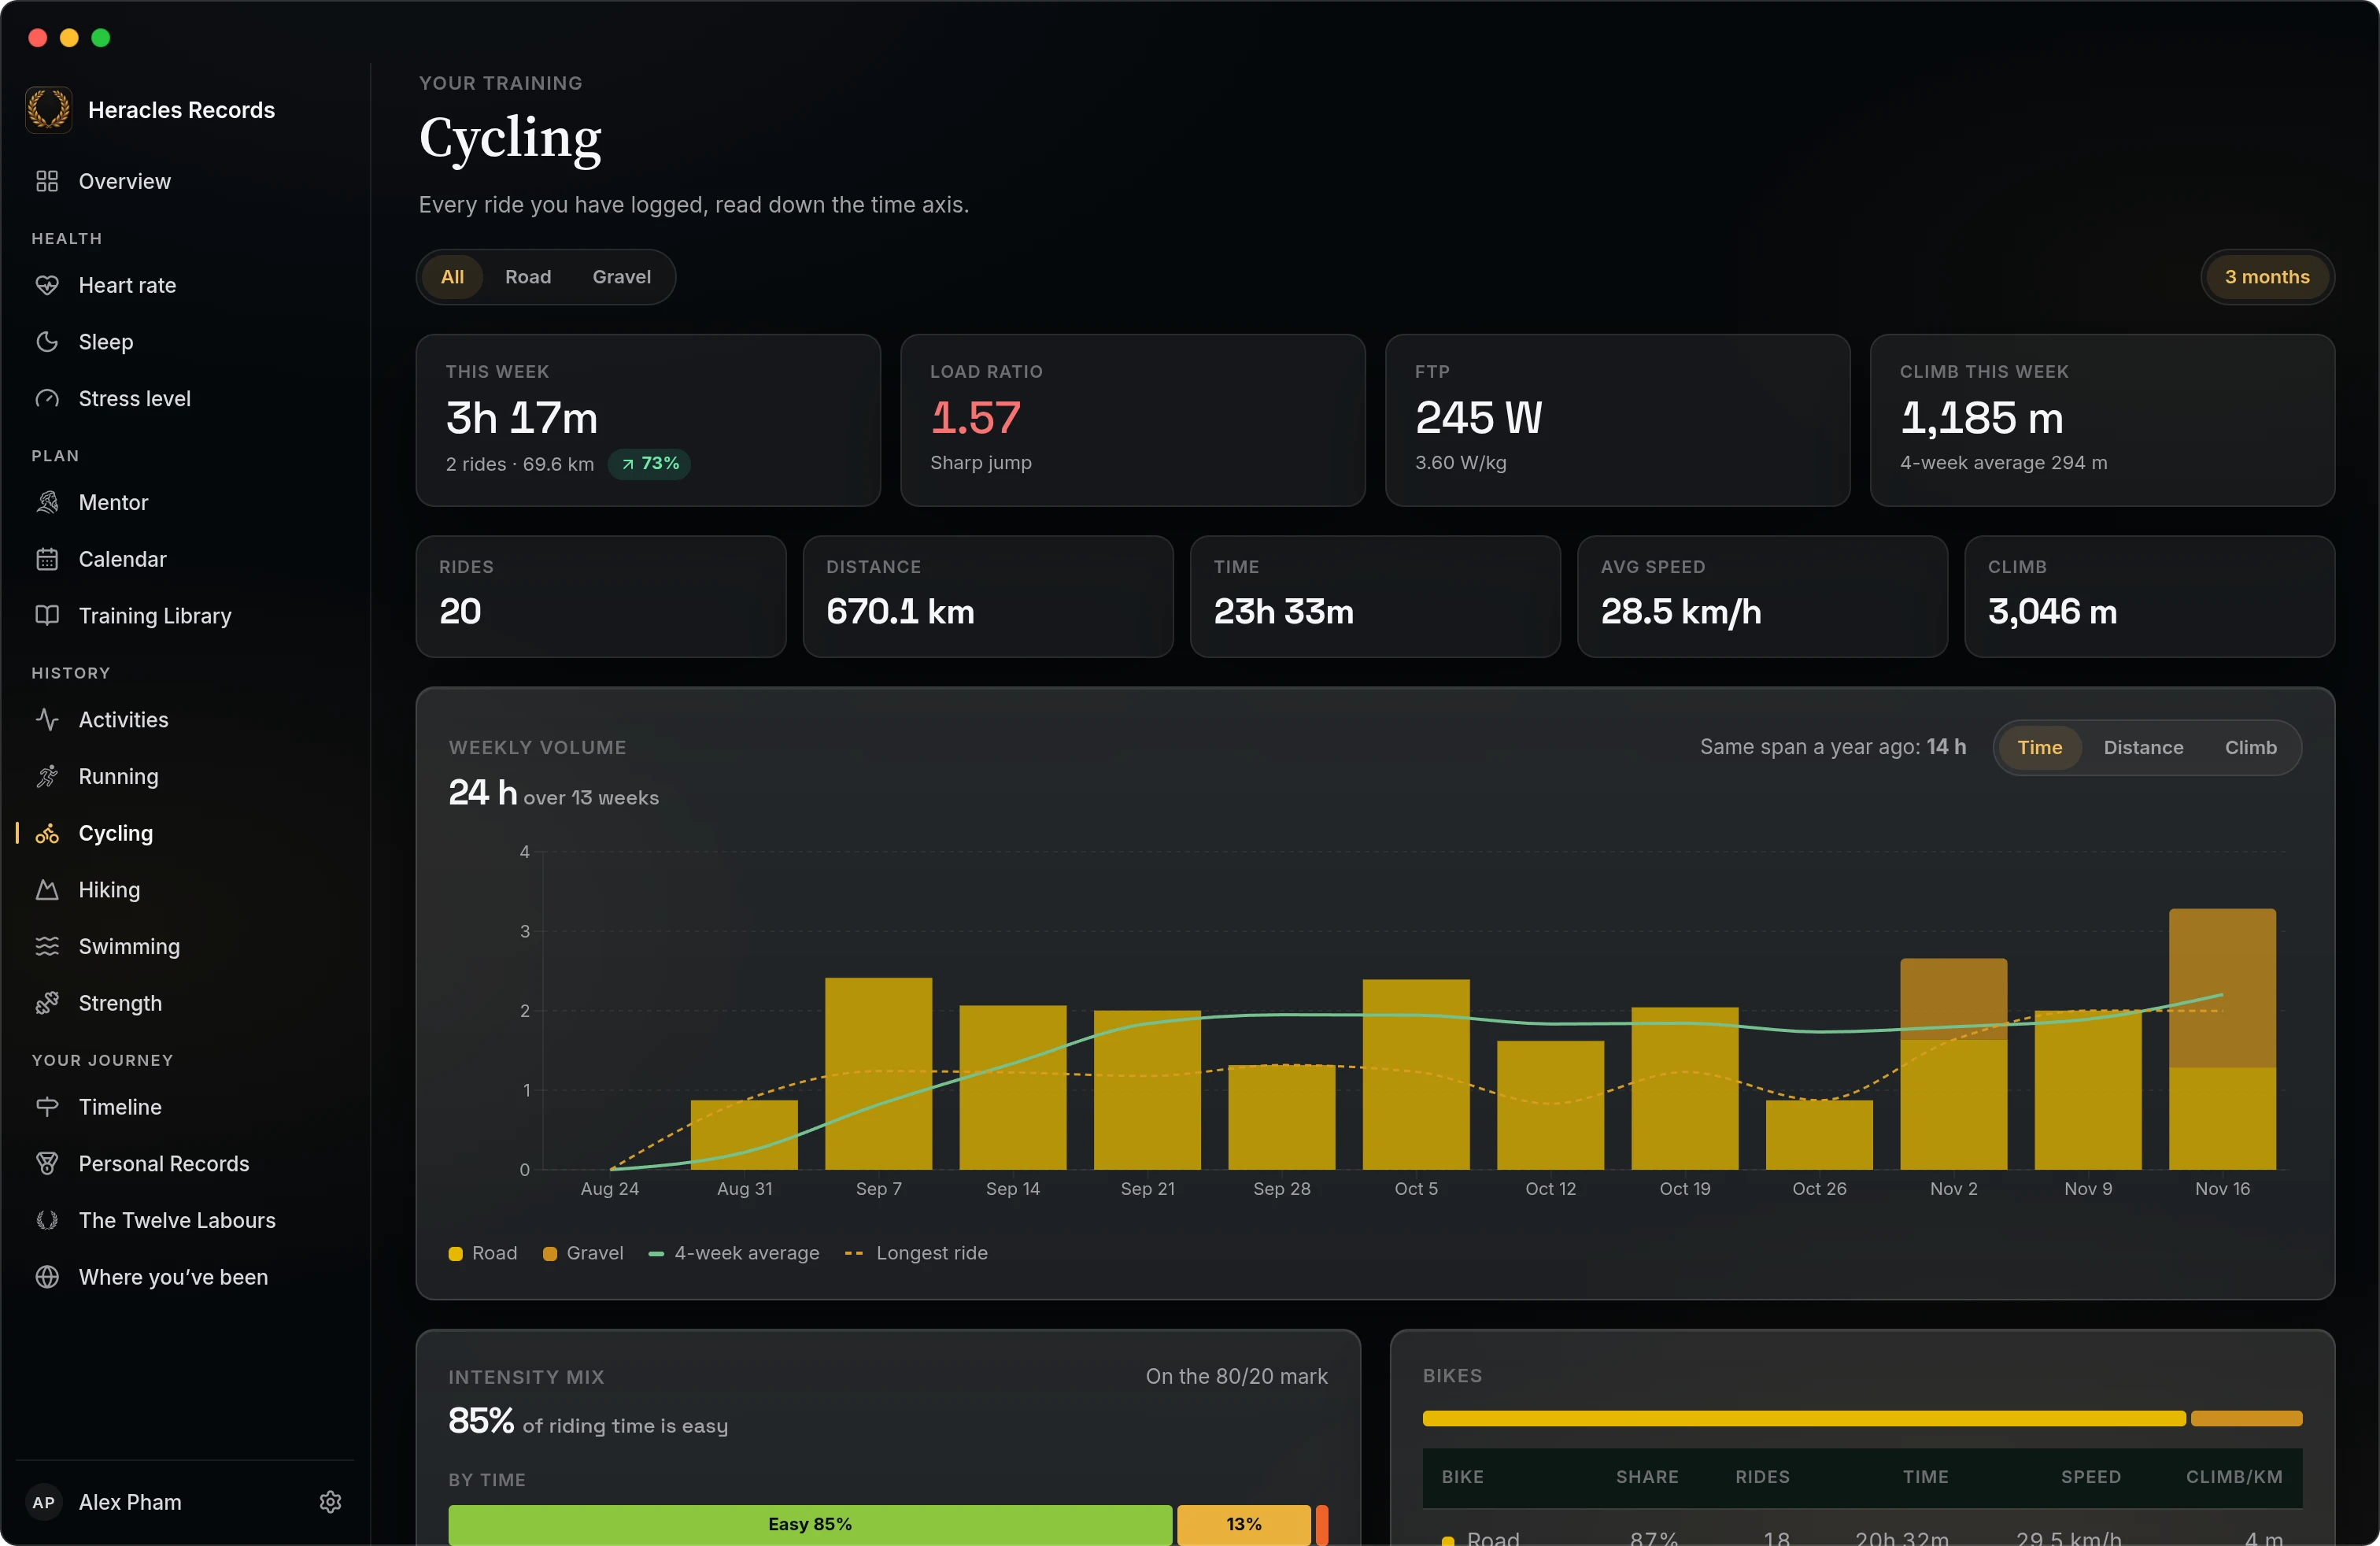 Heracles Records
Overview
HEALTH
Heart rate
Sleep
Stress level
PLAN
Mentor
Calendar
Training Library
HISTORY
Activities
Running
Cycling
Hiking
Swimming
Strength
YOUR JOURNEY
Timeline
Personal Records
The Twelve Labours
Where you’ve been
AP Alex Pham
YOUR TRAINING
Cycling
Every ride you have logged, read down the time axis.
All Road Gravel 3 months
THIS WEEK
3h 17m
2 rides · 69.6 km 73%
LOAD RATIO
1.57
Sharp jump
FTP
245 W
3.60 W/kg
CLIMB THIS WEEK
1,185 m
4-week average 294 m
RIDES
20
DISTANCE
670.1 km
TIME
23h 33m
AVG SPEED
28.5 km/h
CLIMB
3,046 m
WEEKLY VOLUME
24 h over 13 weeks
Same span a year ago: 14 h Time Distance Climb
4
3
2
1
0
Aug 24 Aug 31 Sep 7 Sep 14 Sep 21 Sep 28 Oct 5 Oct 12 Oct 19 Oct 26 Nov 2 Nov 9 Nov 16
Road Gravel 4-week average Longest ride
INTENSITY MIX On the 80/20 mark
85% of riding time is easy
BY TIME
Easy 85% 13%
BIKES
BIKE SHARE RIDES TIME SPEED CLIMB/KM
Road 87% 18 20h 32m 29.5 km/h 4 m